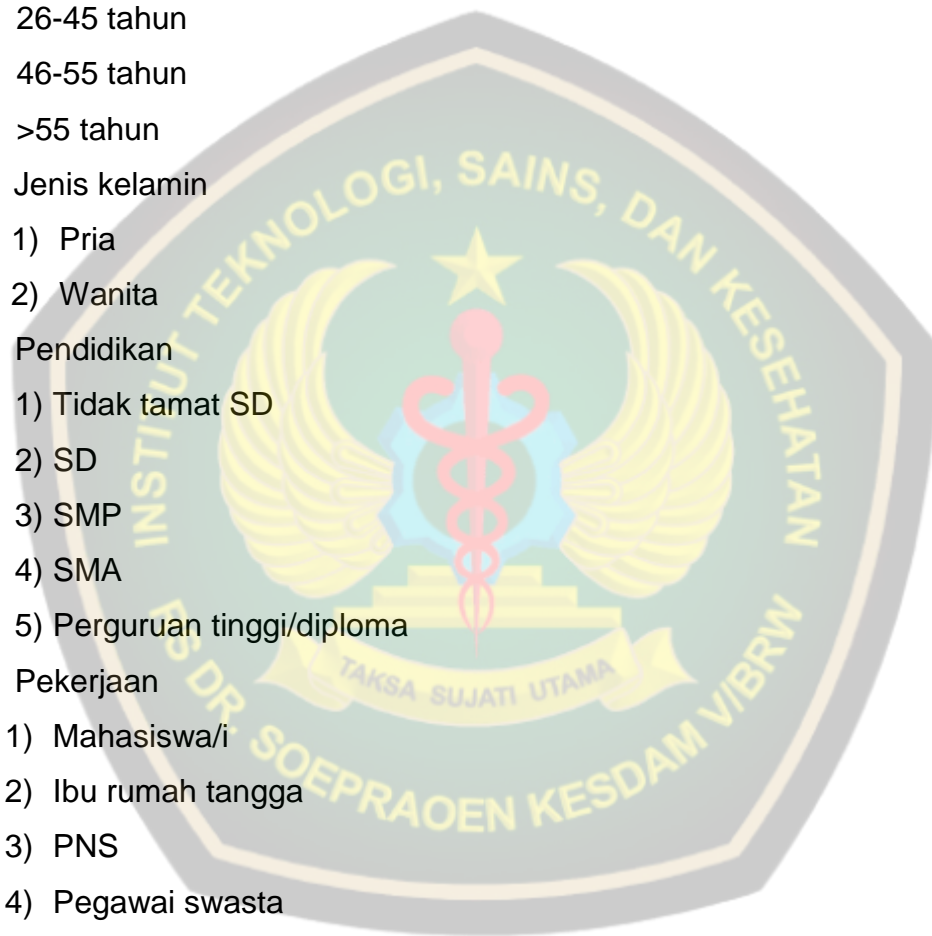 26-45 tahun
46-55 tahun
>55 tahun
Jenis kelamin
1) Pria
2) Wanita
Pendidikan
1) Tidak tamat SD
2) SD
3) SMP
4) SMA
5) Perguruan tinggi/diploma
Pekerjaan
1) Mahasiswa/i
2) Ibu rumah tangga
3) PNS
4) Pegawai swasta
INSTITUT TEKNOLOGI, SAINS, DAN KESEHATAN
RS DR. SOEPRAOEN KESDAM V/BRW
TAKSA SUJATI UTAMA